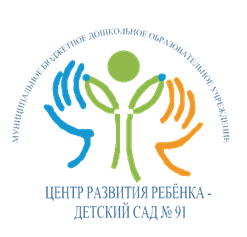 МУНИЦИПАЛЬНОЕ БЮДЖЕТНОЕ ДОШКОЛЬНОЕ ОБРАЗОВАТЕЛЬНОЕ УЧРЕЖДЕНИЕ
ЦЕНТР РАЗВИТИЯ РЕБЁНКА -
ДЕТСКИЙ САД № 91